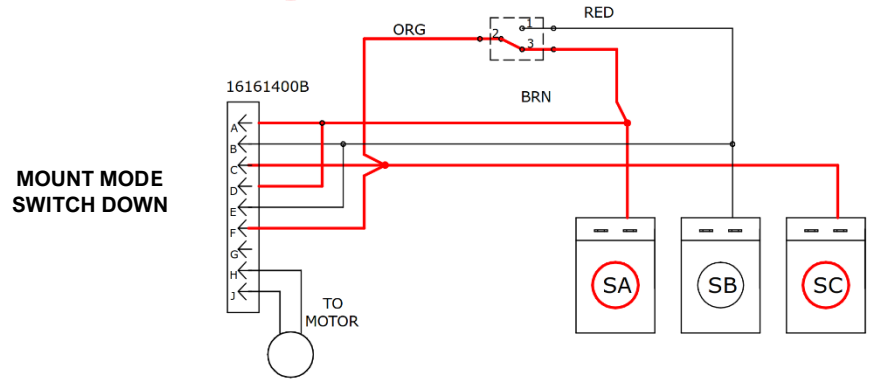 RED
ORG
1
2
3
16161400B
BRN
A
B
C
D
E
F
G
H
J
MOUNT MODE
SWITCH DOWN
TO
MOTOR
SA
SB
SC